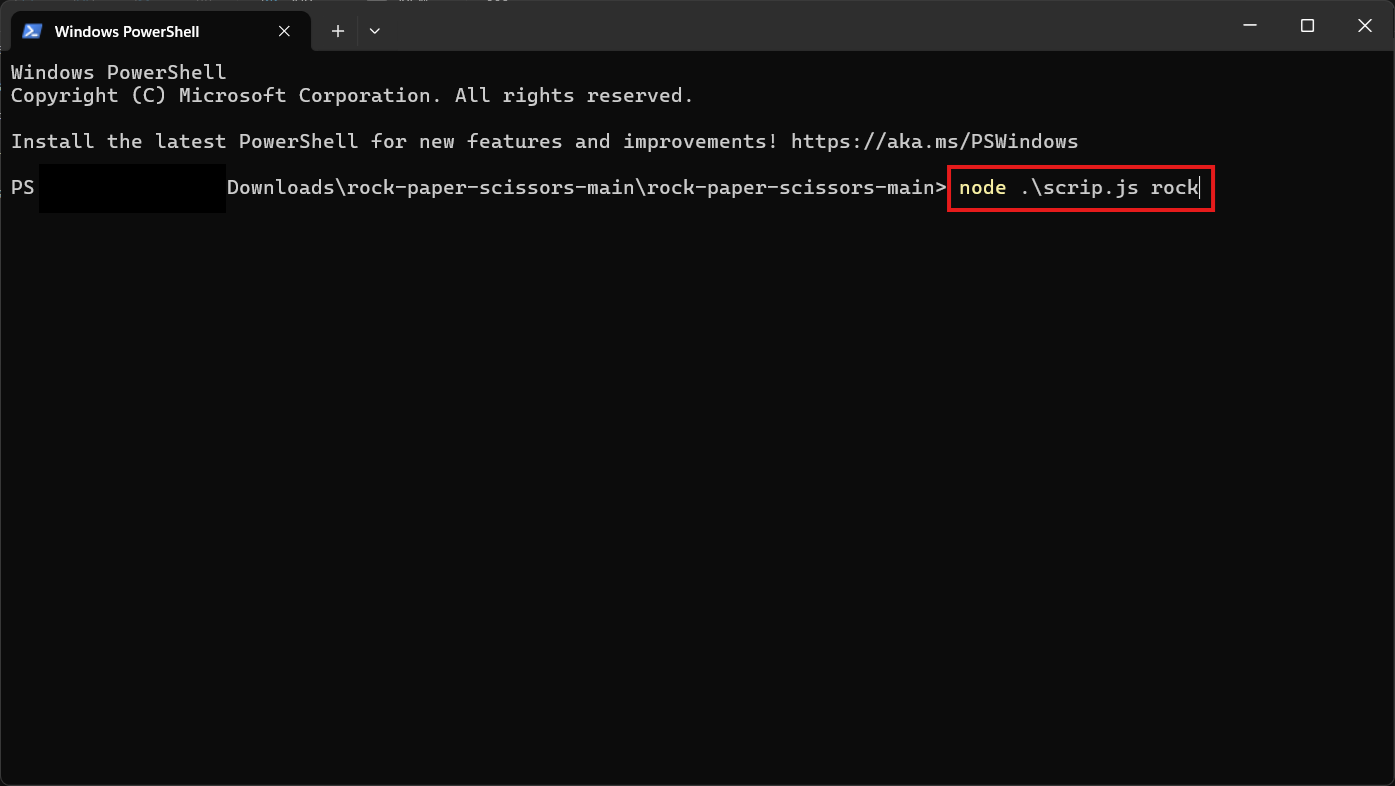 Windows PowerShell
Windows PowerShell
Copyright (C) Microsoft Corporation. All rights reserved.
Install the latest PowerShell for new features and improvements! https://aka.ms/PSWindows
PS Downloads\rock-paper-scissors-main\rock-paper-scissors-main> node .\scrip.js rock